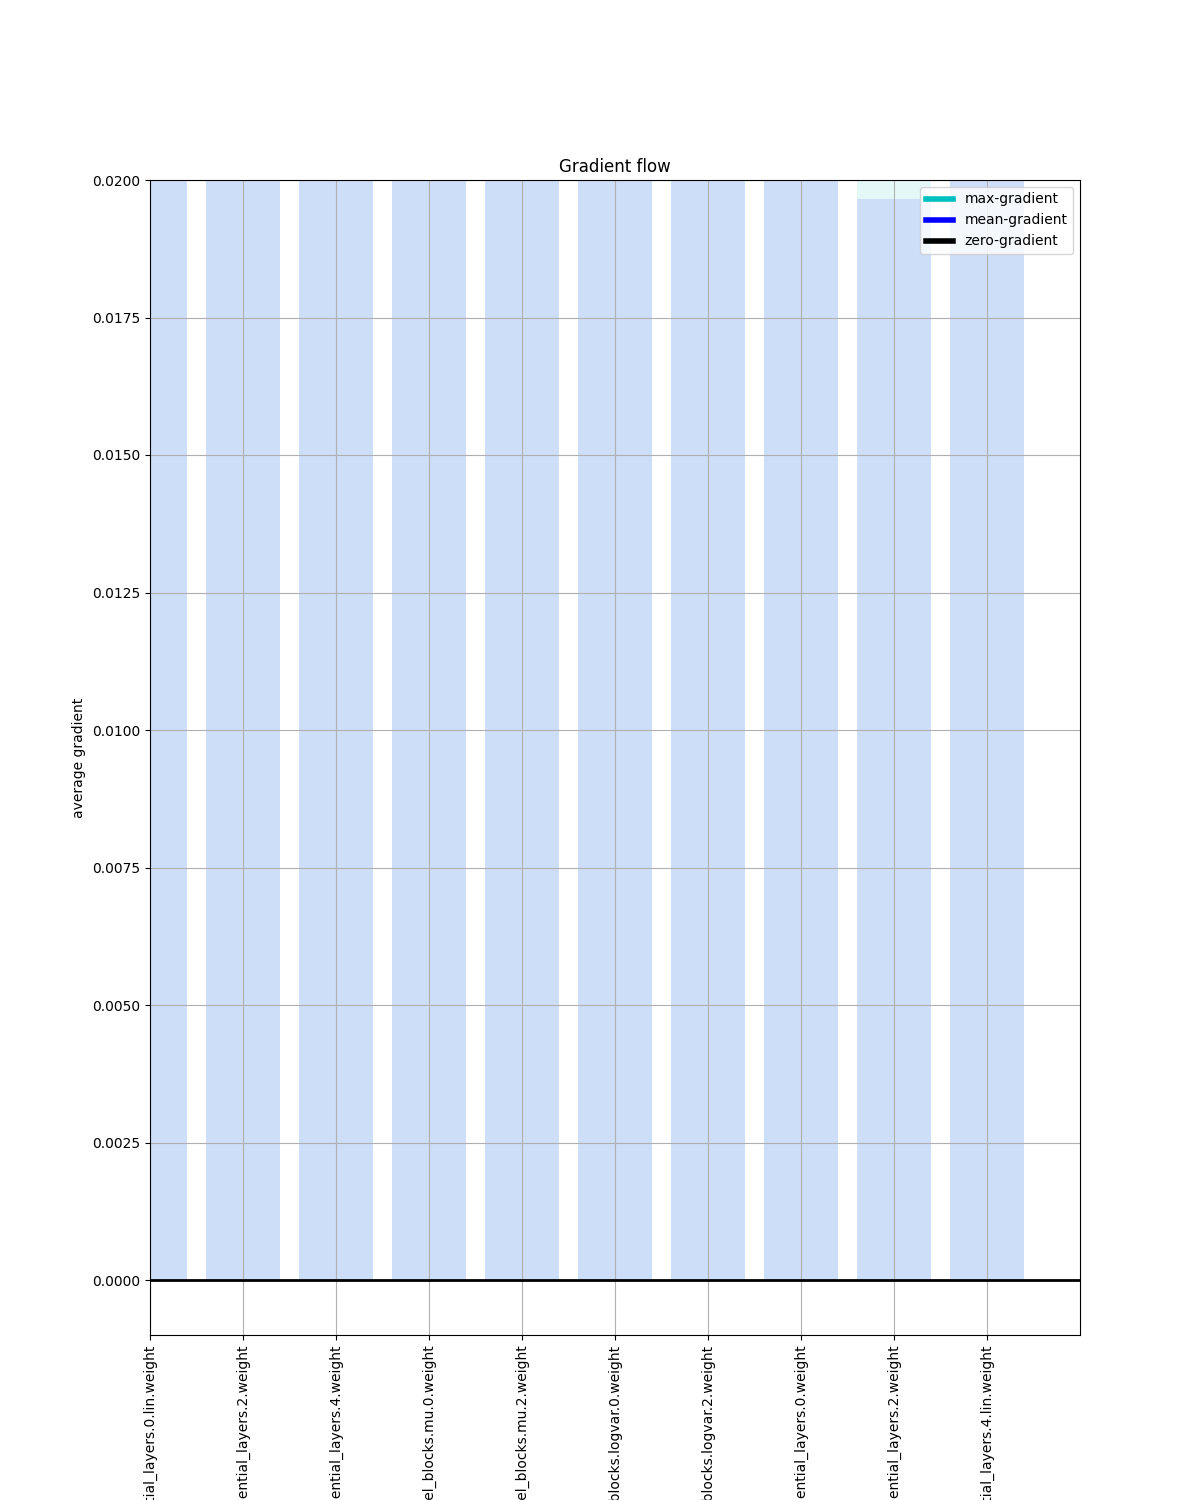 Gradient flow
max-gradient
mean-gradient
zero-gradient
0.0200
0.0175
0.0150
0.0125
0.0100
0.0075
0.0050
0.0025
0.0000
average gradient
tial_layers.0.lin.weight
ential_layers.2.weight
ential_layers.4.weight
el_blocks.mu.0.weight
el_blocks.mu.2.weight
blocks.logvar.0.weight
blocks.logvar.2.weight
ential_layers.0.weight
ential_layers.2.weight
tial_layers.4.lin.weight